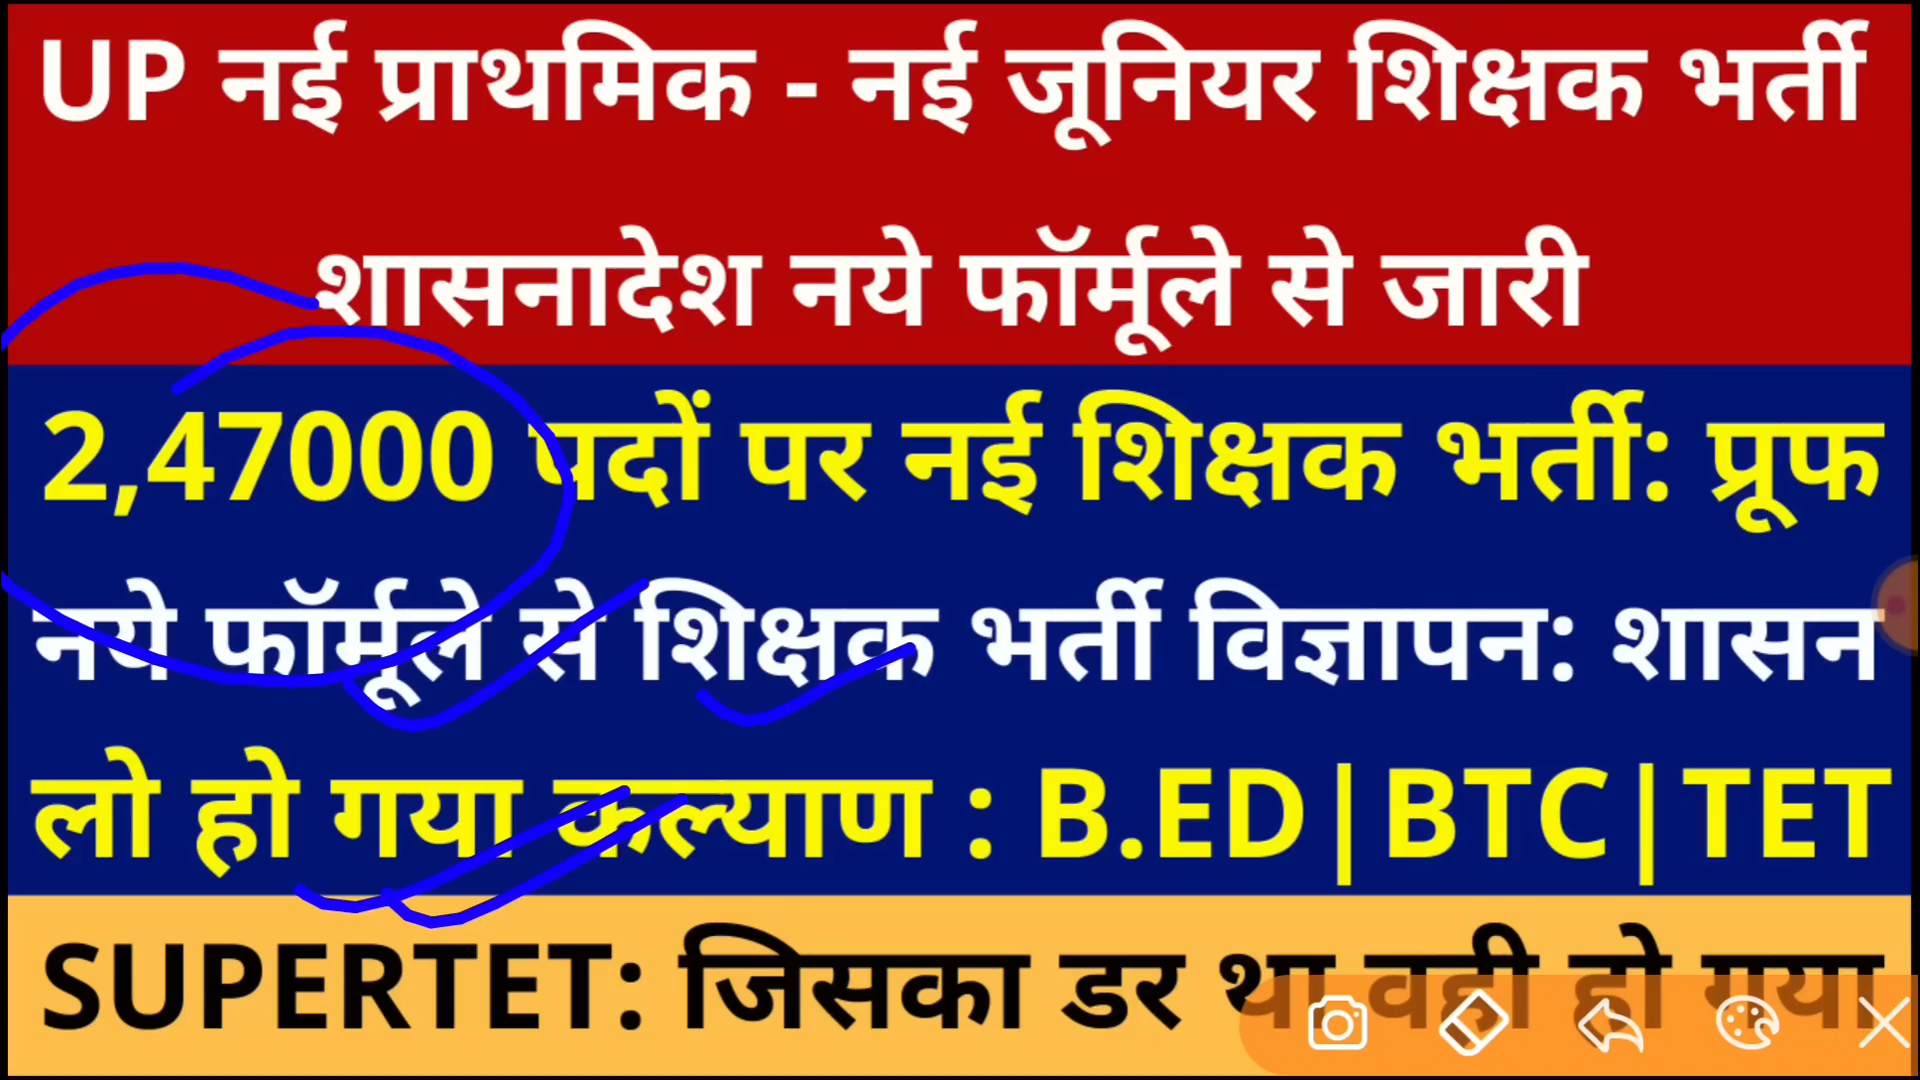 UP नई प्राथमिक - नई जूनियर शिक्षक भर्ती
शासनादेश नये फॉर्मूले से जारी
2,47000 पदों पर नई शिक्षक भर्ती: प्रूफ
नये फॉर्मूले से शिक्षक भर्ती विज्ञापन: शासन
लो हो गया कल्याण : B.ED|BTC|TET
SUPERTET: जिसका डर था वही हो गया